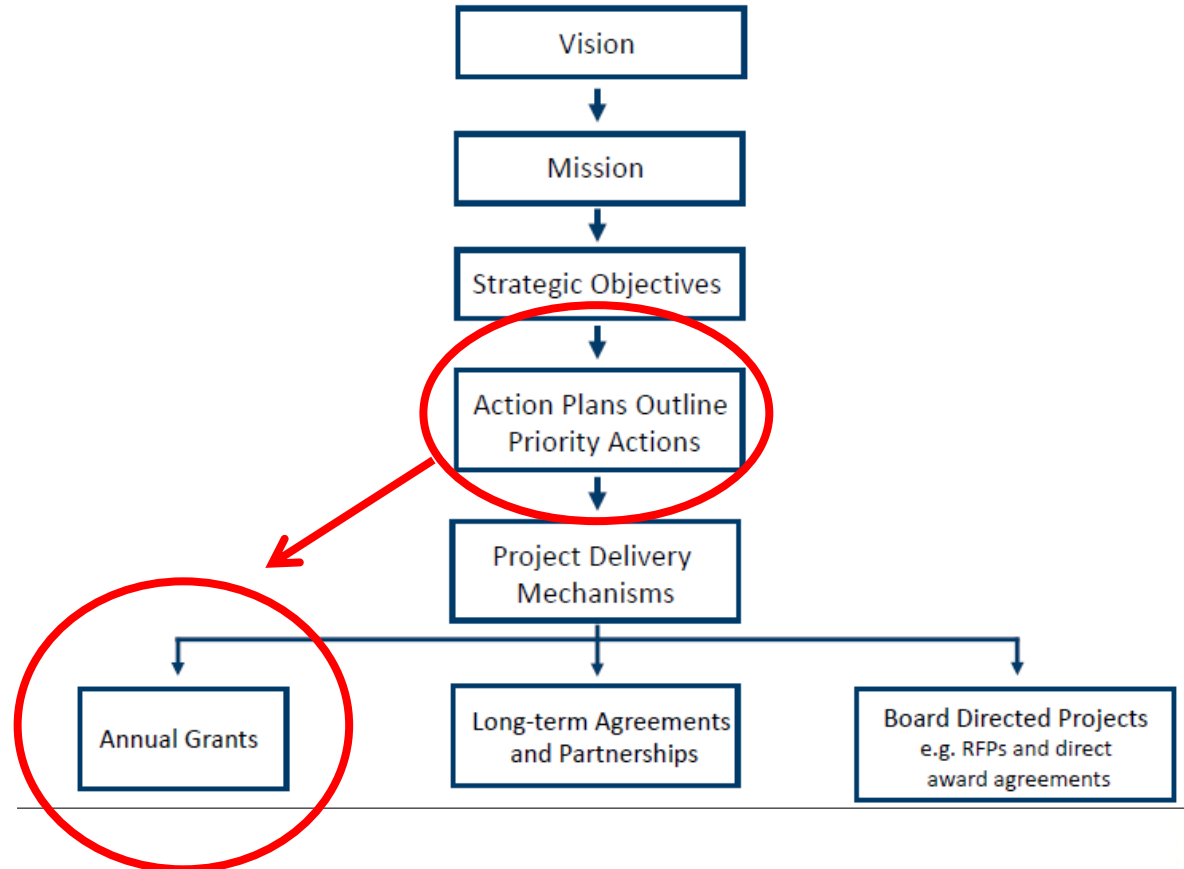 Vision
Mission
Strategic Objectives
Action Plans Outline
Priority Actions
Project Delivery
Mechanisms
Annual Grants
Long-term Agreements
and Partnerships
Board Directed Projects
e.g. RFPs and direct
award agreements